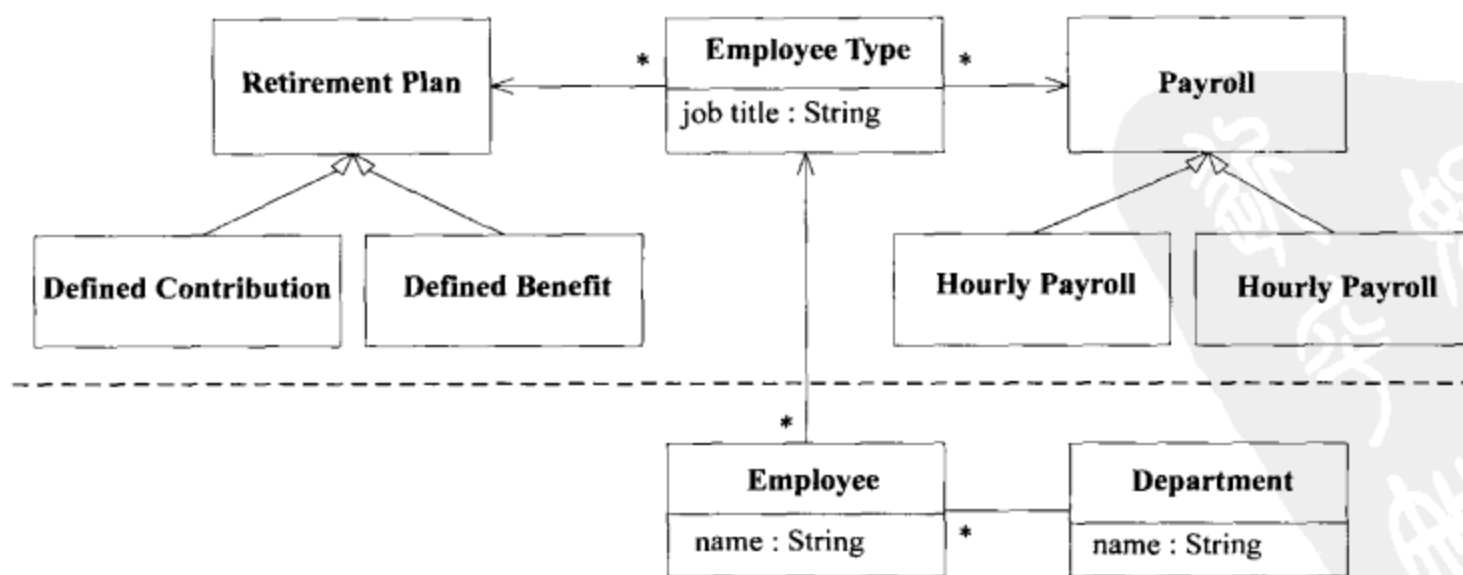 Retirement Plan
*
Employee Type
*
Payroll
job title : String
Defined Contribution
Defined Benefit
Hourly Payroll
Hourly Payroll
*
Employee
*
Department
name : String
name : String